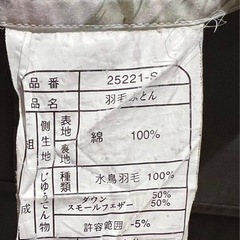 品番 25221-S
品名 羽毛ふとん
組成
側生地
表地
裏地
綿 100%
じゅうてん物
種類
水鳥羽毛 100%
ダウン 50%
スモールフェザー 50%
許容範囲 -5%